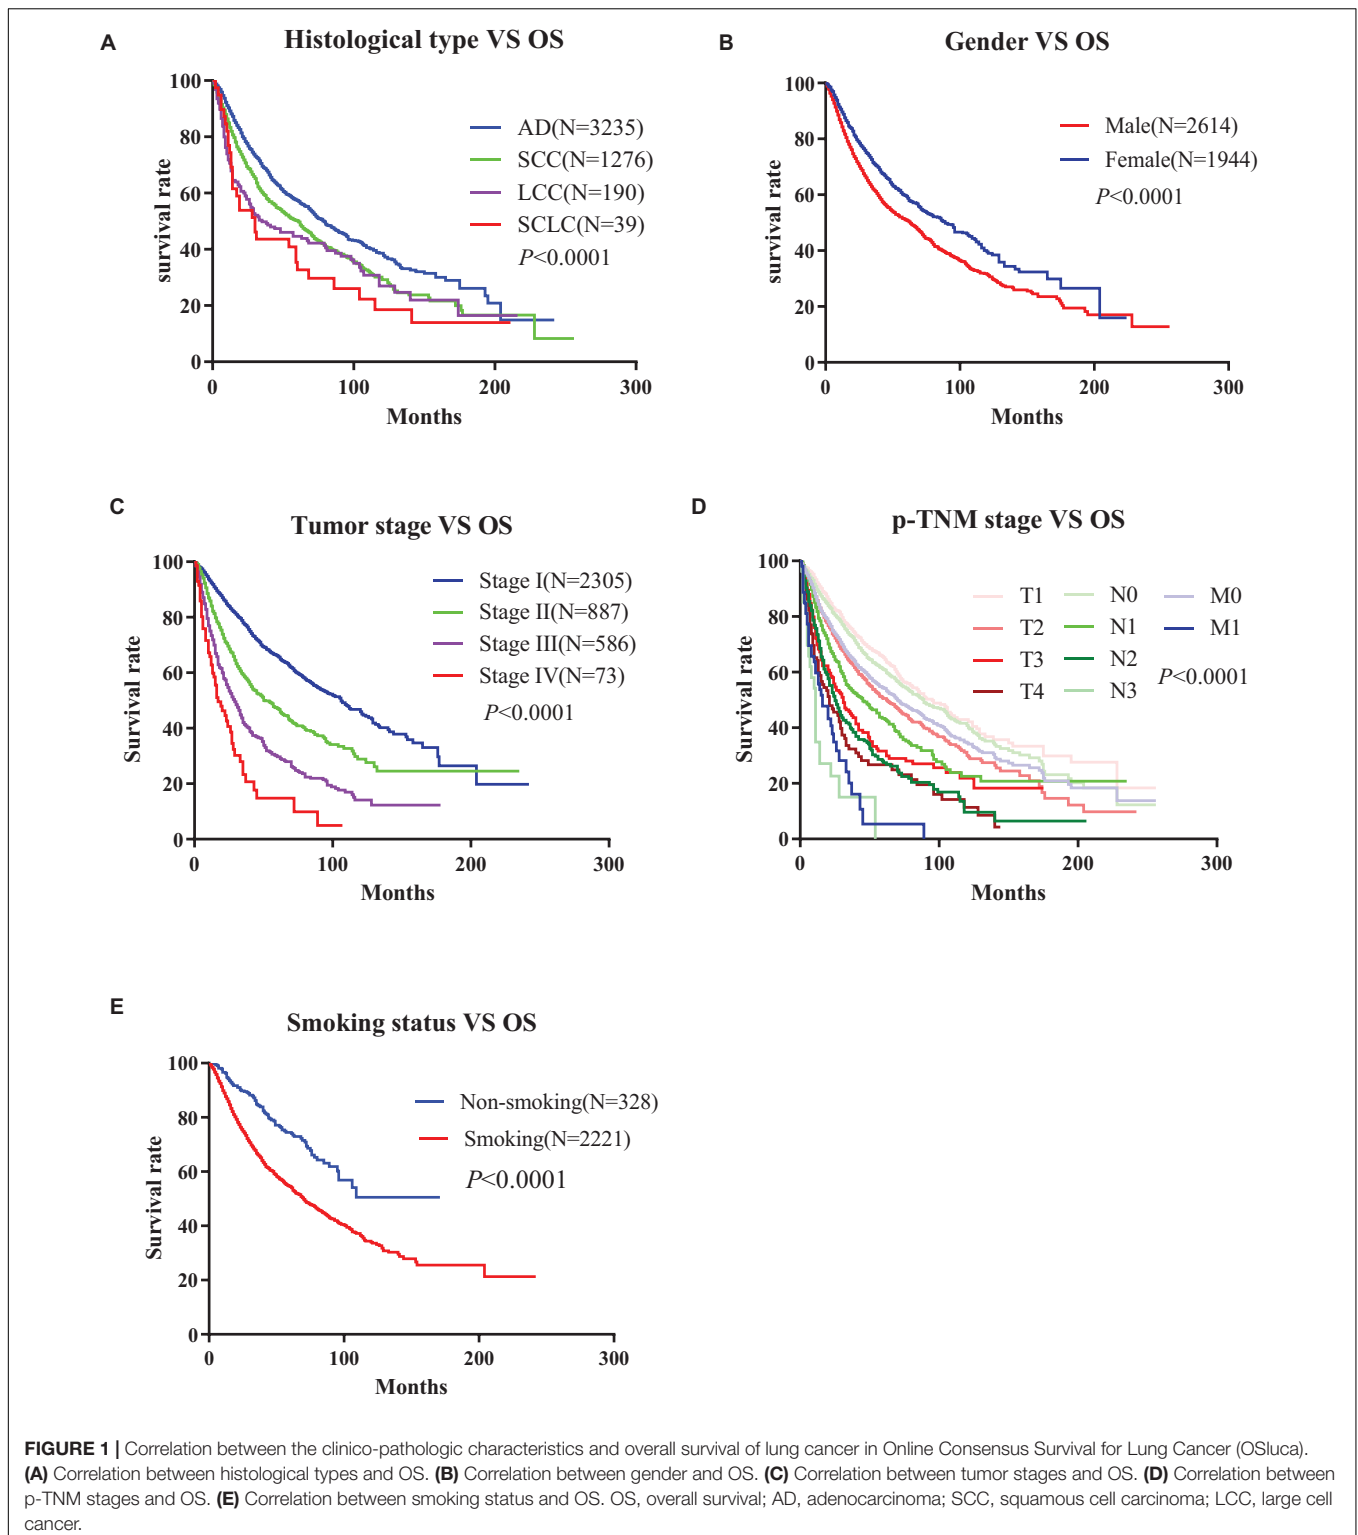 A
Histological type VS OS
survival rate
100
80
60
40
20
0
0 100 200 300
Months
AD(N=3235)
SCC(N=1276)
LCC(N=190)
SCLC(N=39)
P<0.0001
B
Gender VS OS
survival rate
100
80
60
40
20
0
0 100 200 300
Months
Male(N=2614)
Female(N=1944)
P<0.0001
C
Tumor stage VS OS
Survival rate
100
80
60
40
20
0
0 100 200 300
Months
Stage I(N=2305)
Stage II(N=887)
Stage III(N=586)
Stage IV(N=73)
P<0.0001
D
p-TNM stage VS OS
Survival rate
100
80
60
40
20
0
0 100 200 300
Months
T1 N0 M0
T2 N1 M1
T3 N2
T4 N3
P<0.0001
E
Smoking status VS OS
Survival rate
100
80
60
40
20
0
0 100 200 300
Months
Non-smoking(N=328)
Smoking(N=2221)
P<0.0001
FIGURE 1 | Correlation between the clinico-pathologic characteristics and overall survival of lung cancer in Online Consensus Survival for Lung Cancer (OSluca).
(A) Correlation between histological types and OS. (B) Correlation between gender and OS. (C) Correlation between tumor stages and OS. (D) Correlation between
p-TNM stages and OS. (E) Correlation between smoking status and OS. OS, overall survival; AD, adenocarcinoma; SCC, squamous cell carcinoma; LCC, large cell
cancer.